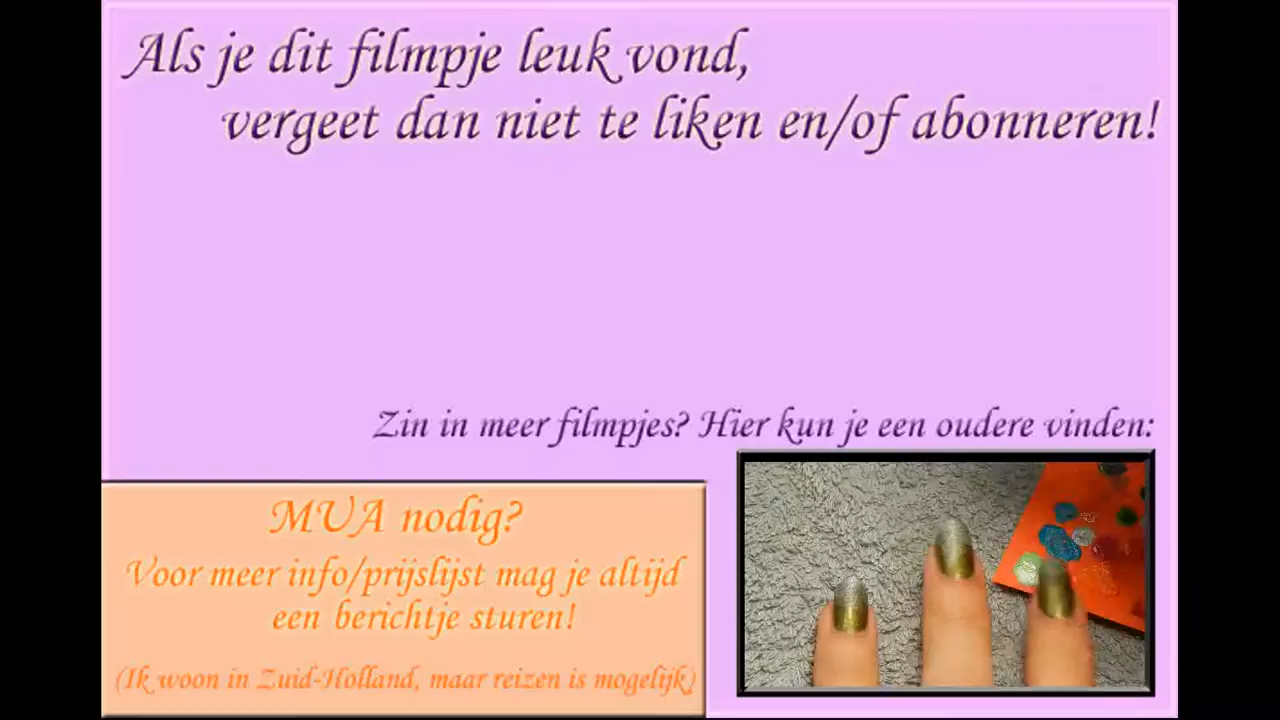 Als je dit filmpje leuk vond,
vergeet dan niet te liken en/of abonneren!
Zin in meer filmpjes? Hier kun je een oudere vinden:
MUA nodig?
Voor meer info/prijslijst mag je altijd
een berichtje sturen!
(Ik woon in Zuid-Holland, maar reizen is mogelijk)